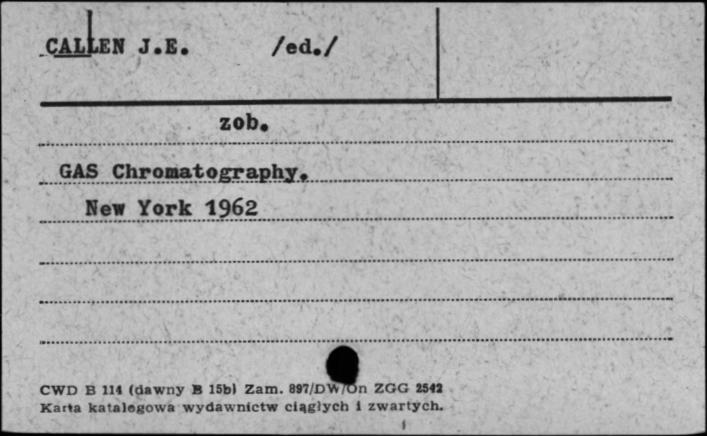 CALLEN J.E. /ed./
zob.
GAS Chromatography.
New York 1962
CWD B 114 (dawny B 15b) Zam. 897/DW/On ZGG 2542
Karta katalogowa wydawnictw ciągłych i zwartych.